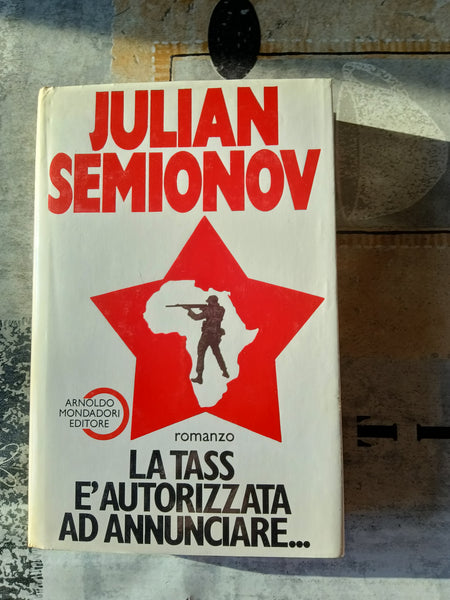 JULIAN
SEMIONOV
ARNOLDO
MONDADORI
EDITORE
romanzo
LA TASS
E'AUTORIZZATA
AD ANNUNCIARE...